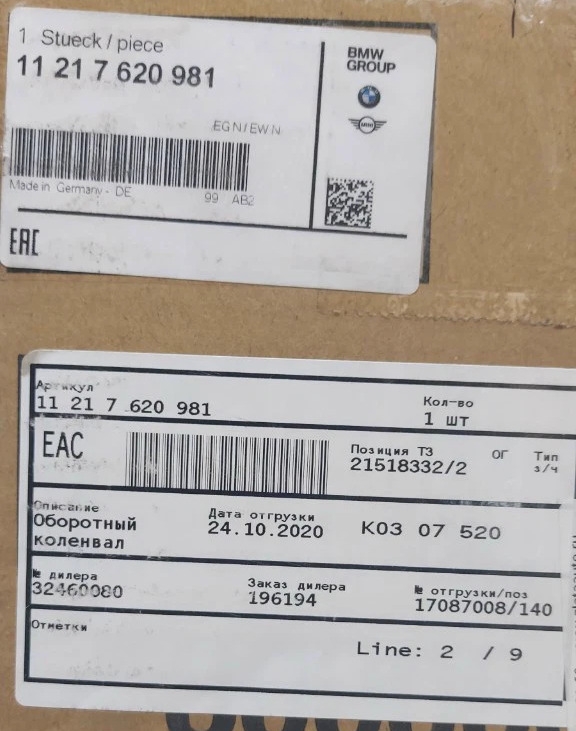 1 Stueck / piece
11 21 7 620 981
BMW
GROUP
MINI
EGN/EWN
Made in Germany - DE
99 AB2
EAC
Артикул
11 21 7 620 981
Кол-во
1 шт
EAC
Позиция ТЗ
21518332/2
ОГ
Тип
з/ч
Описание
Оборотный
коленвал
Дата отгрузки
24.10.2020
K03 07 520
№ дилера
32460080
Заказ дилера
196194
№ отгрузки/поз
17087008/140
Отметки
Line: 2 / 9